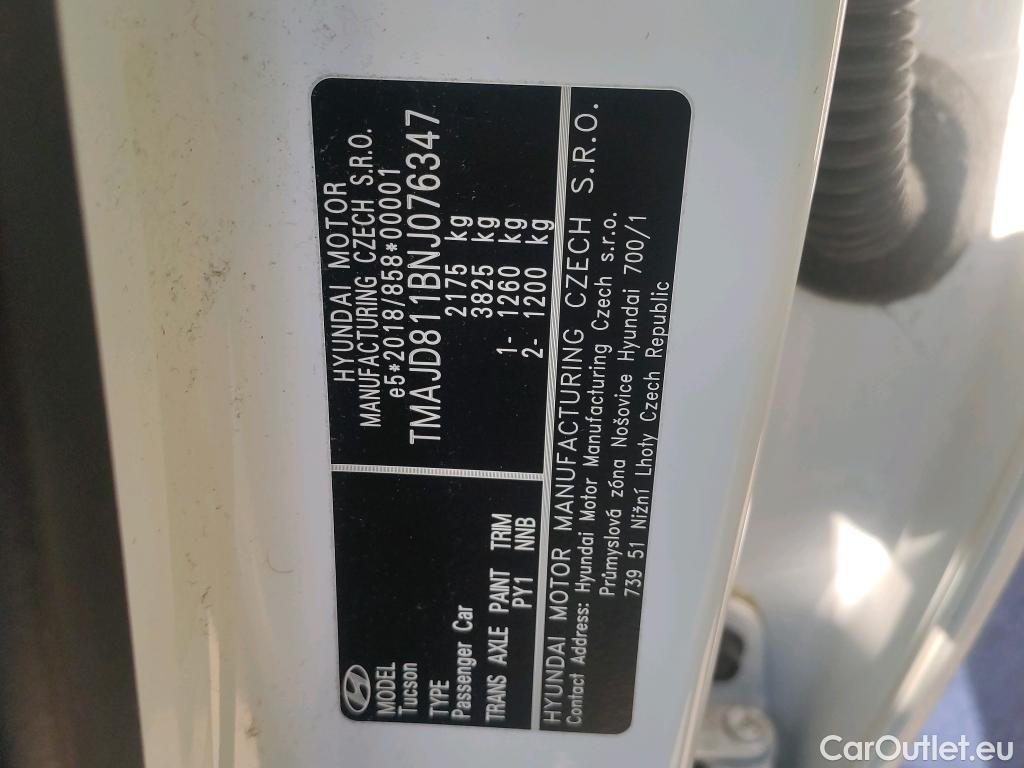 MODEL
Tucson
TYPE
Passenger Car
TRANS AXLE PAINT TRIM
PY1 NNB
HYUNDAI MOTOR
MANUFACTURING CZECH S.R.O.
e5*2018/858*00001
TMAJD811BNJ076347
2175 kg
3825 kg
1- 1260 kg
2- 1200 kg
HYUNDAI MOTOR MANUFACTURING CZECH S.R.O.
Contact Address: Hyundai Motor Manufacturing Czech s.r.o.
Průmyslová zóna Nošovice Hyundai 700/1
739 51 Nižní Lhoty Czech Republic
CarOutlet.eu